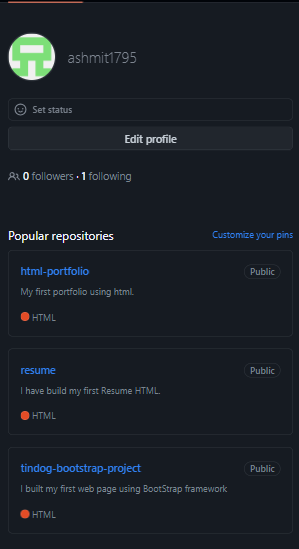 ashmit1795
Set status
Edit profile
0 followers · 1 following
Popular repositories Customize your pins
html-portfolio Public
My first portfolio using html.
HTML
resume Public
I have build my first Resume HTML.
HTML
tindog-bootstrap-project Public
I built my first web page using BootStrap framework
HTML